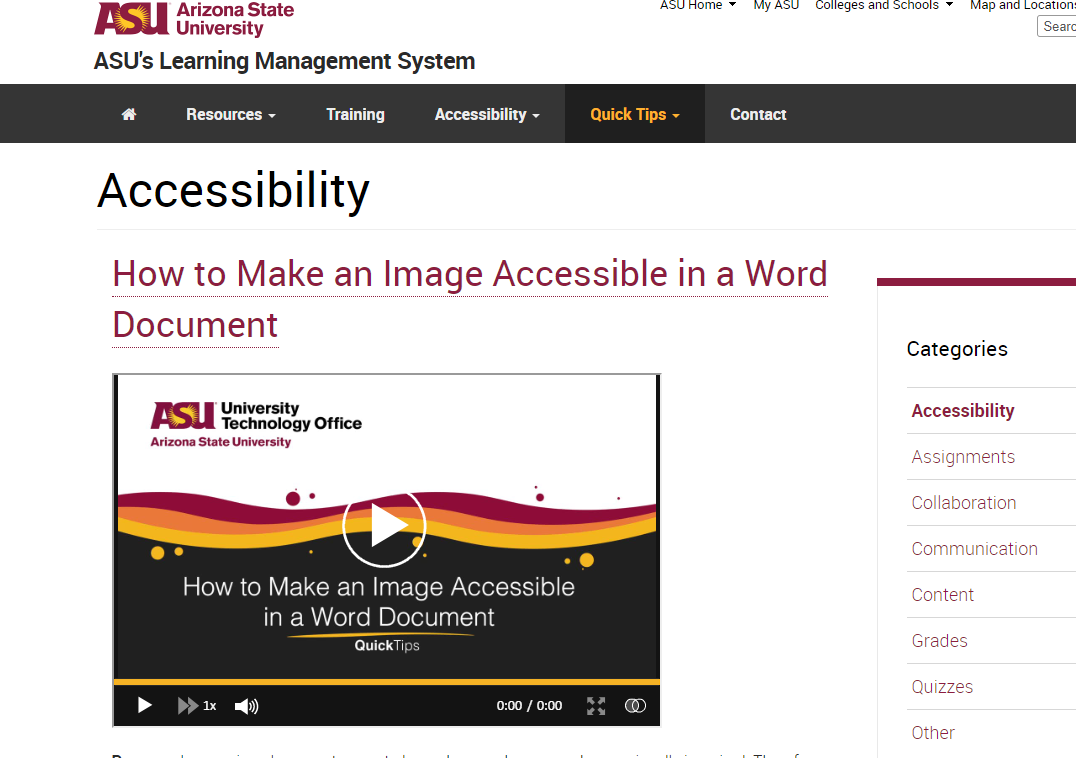 Arizona State
University
ASU Home My ASU Colleges and Schools Map and Locations
ASU
ASU's Learning Management System
Resources Training Accessibility Quick Tips Contact
Accessibility
How to Make an Image Accessible in a Word
Document
ASU University
Technology Office
Arizona State University
How to Make an Image Accessible
in a Word Document
QuickTips
1x 0:00 / 0:00
Categories
Accessibility
Assignments
Collaboration
Communication
Content
Grades
Quizzes
Other